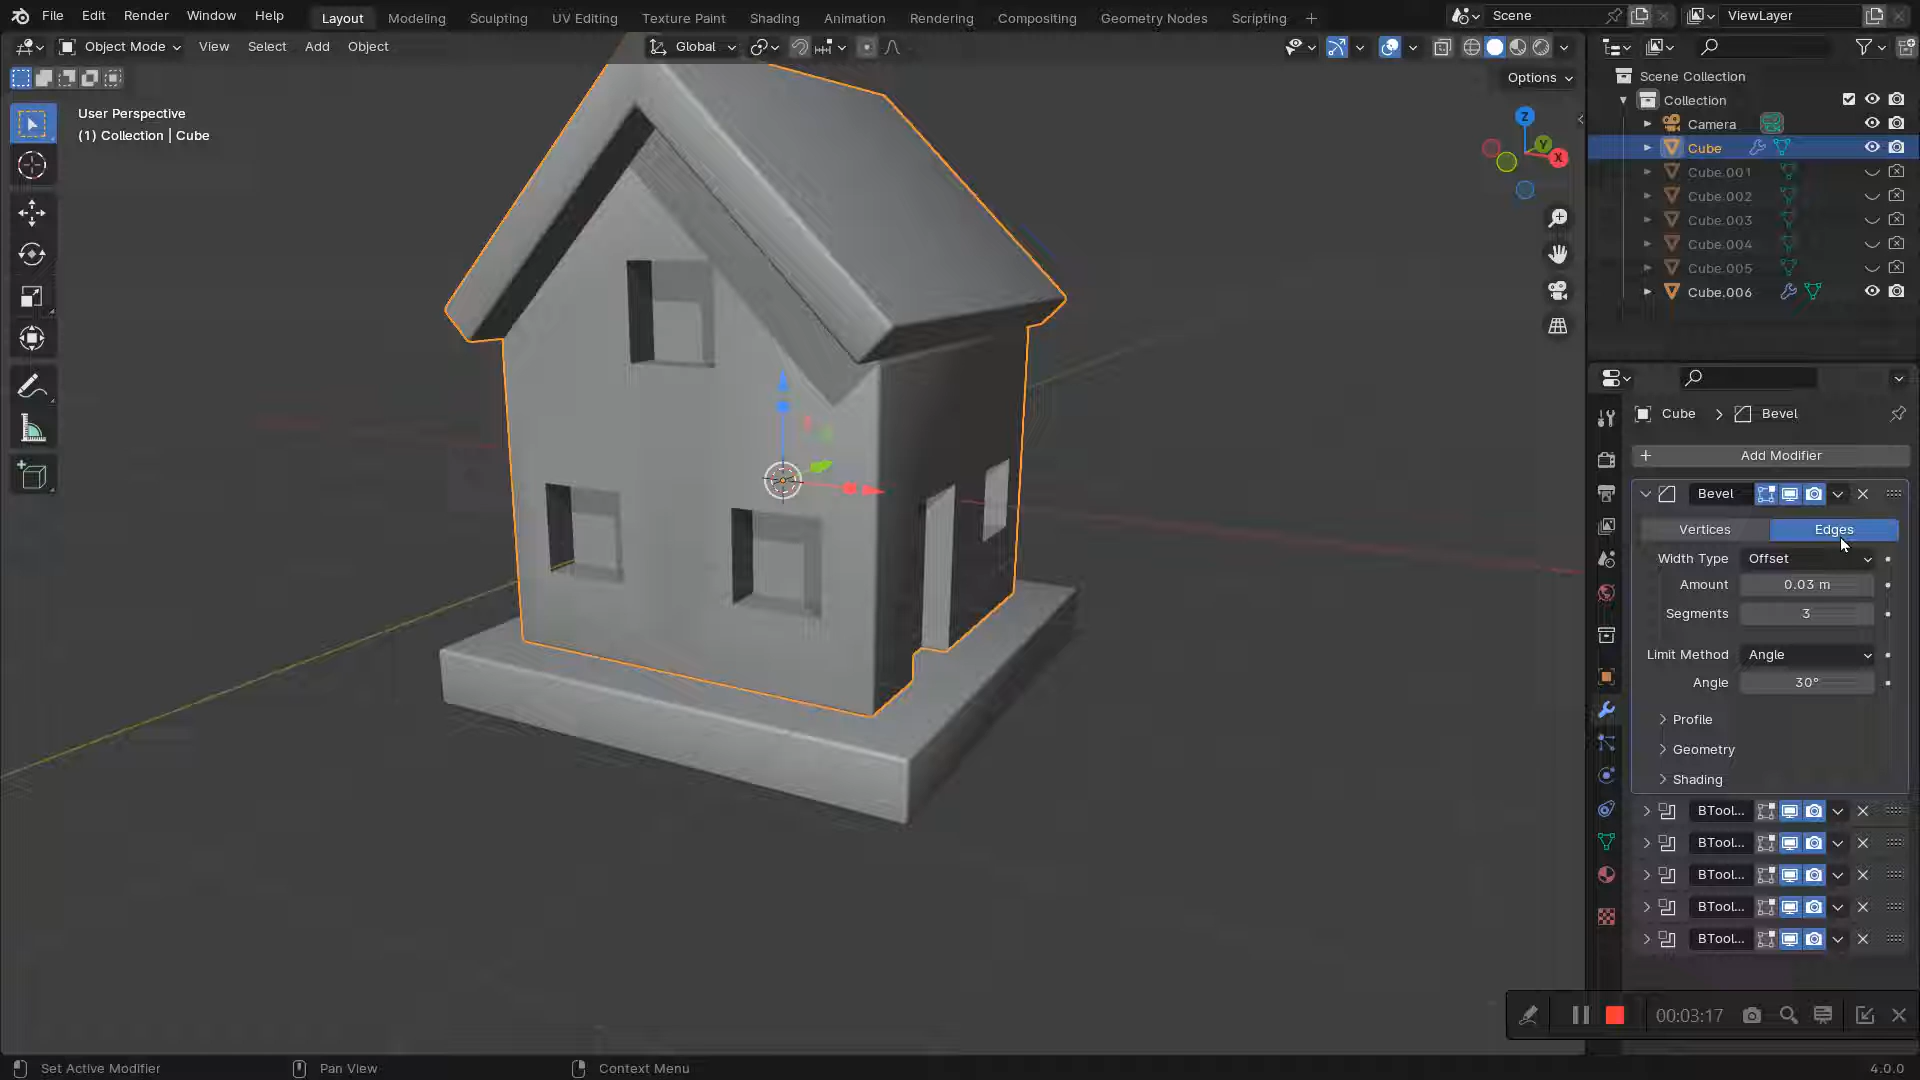 File Edit Render Window Help
Layout Modeling Sculpting UV Editing Texture Paint Shading Animation Rendering Compositing Geometry Nodes Scripting
Scene
ViewLayer
Object Mode View Select Add Object
Global
Options
User Perspective
(1) Collection | Cube
Z
Y
X
Scene Collection
Collection
Camera
Cube
Cube.001
Cube.002
Cube.003
Cube.004
Cube.005
Cube.006
Cube > Bevel
Add Modifier
Bevel
Vertices Edges
Width Type Offset
Amount 0.03 m
Segments 3
Limit Method Angle
Angle 30°
Profile
Geometry
Shading
BTool...
BTool...
BTool...
BTool...
BTool...
00:03:17
Set Active Modifier Pan View Context Menu 4.0.0